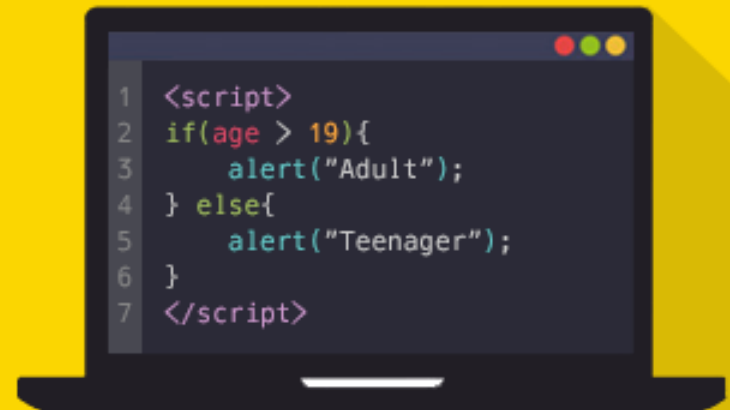 1 <script>
2 if(age > 19){
3     alert("Adult");
4 } else{
5     alert("Teenager");
6 }
7 </script>